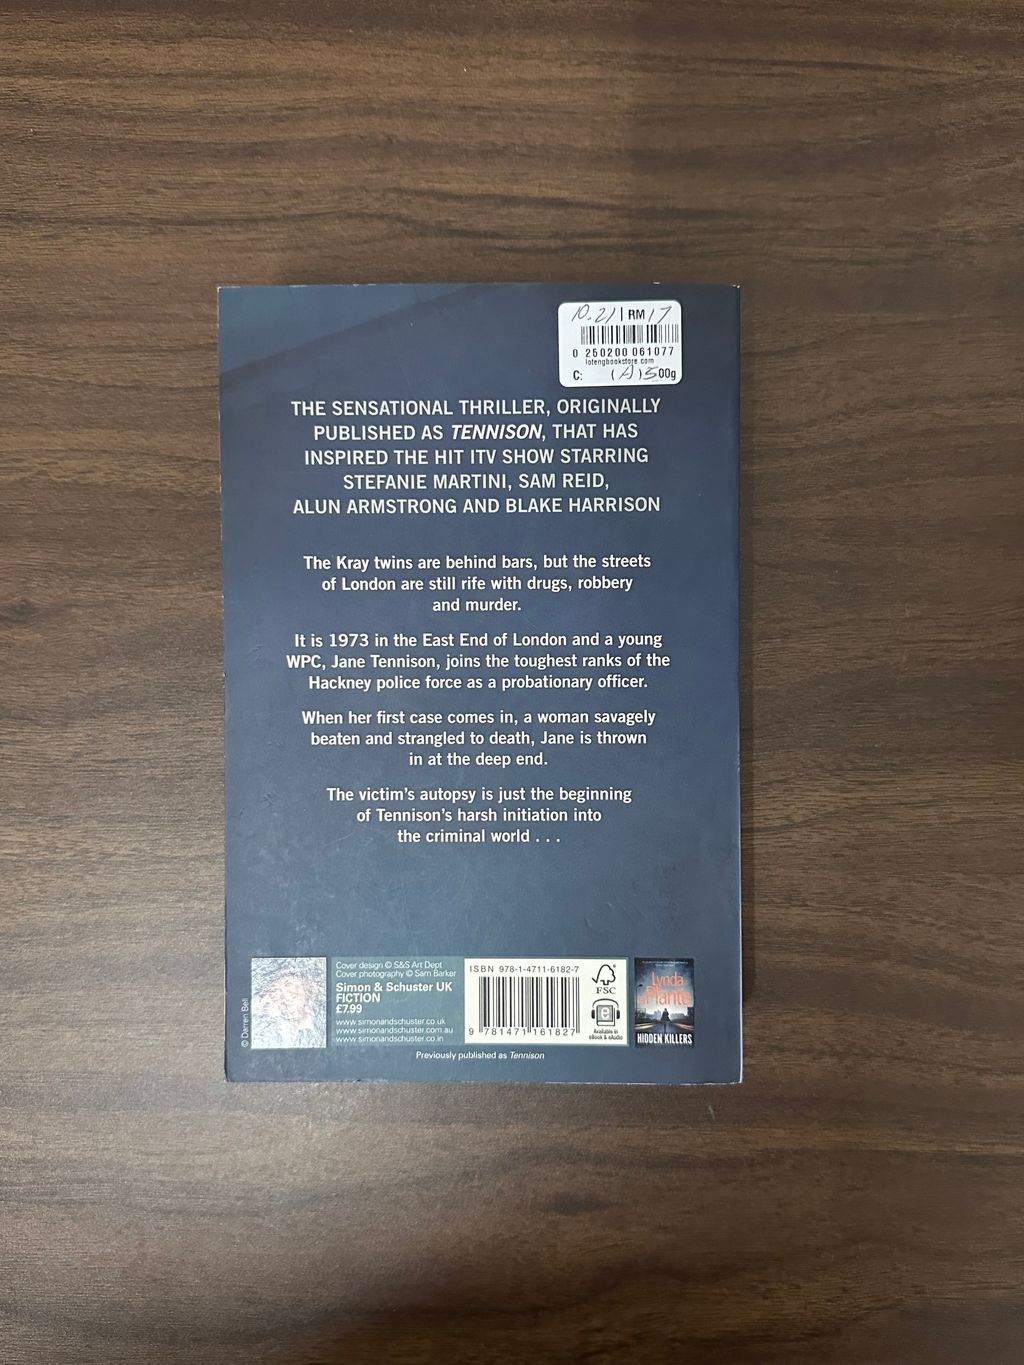 10.21 | RM 17
0 250200 061077
lotengbookstore.com
C: (A) 1500g
THE SENSATIONAL THRILLER, ORIGINALLY
PUBLISHED AS TENNISON, THAT HAS
INSPIRED THE HIT ITV SHOW STARRING
STEFANIE MARTINI, SAM REID,
ALUN ARMSTRONG AND BLAKE HARRISON
The Kray twins are behind bars, but the streets
of London are still rife with drugs, robbery
and murder.
It is 1973 in the East End of London and a young
WPC, Jane Tennison, joins the toughest ranks of the
Hackney police force as a probationary officer.
When her first case comes in, a woman savagely
beaten and strangled to death, Jane is thrown
in at the deep end.
The victim's autopsy is just the beginning
of Tennison's harsh initiation into
the criminal world . . .
© Darren Bell
Cover design © S&S Art Dept
Cover photography © Sam Barker
Simon & Schuster UK
FICTION
£7.99
www.simonandschuster.co.uk
www.simonandschuster.com.au
www.simonandschuster.co.in
ISBN 978-1-4711-6182-7
9 781471 161827
FSC
e
Available in
eBook & eAudio
Lynda
La Plante
HIDDEN KILLERS
Previously published as Tennison